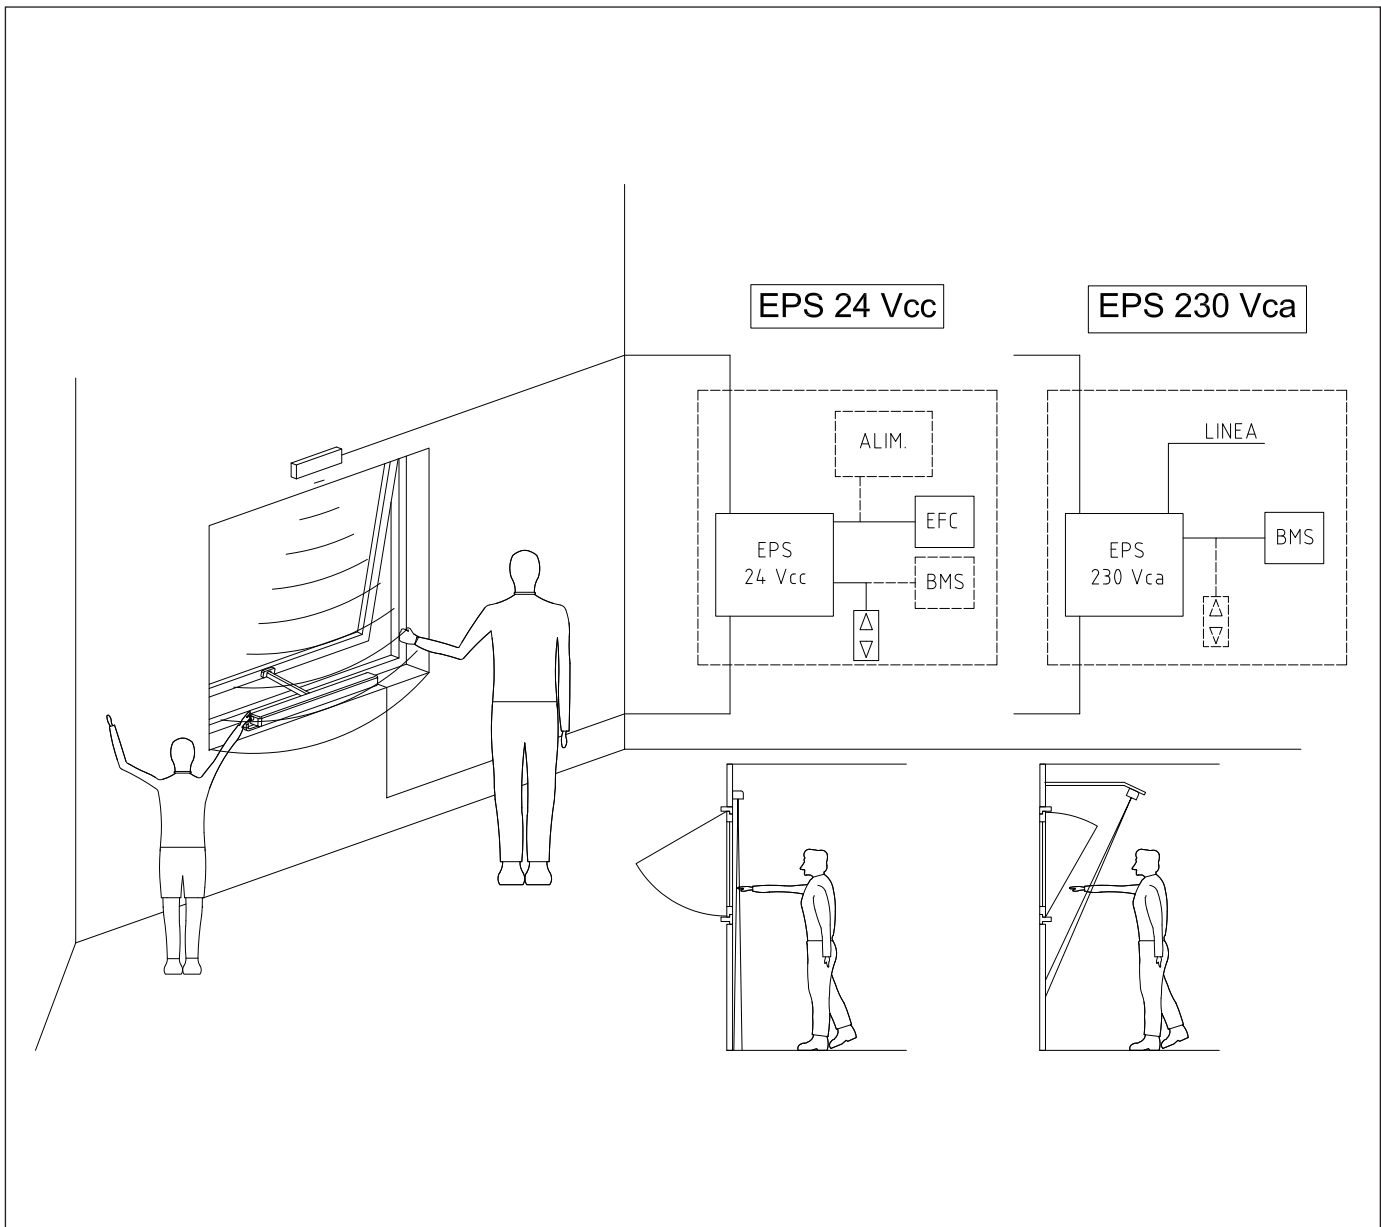 EPS 24 Vcc
EPS 230 Vca
ALIM.
EFC
EPS
24 Vcc
BMS
LINEA
BMS
EPS
230 Vca